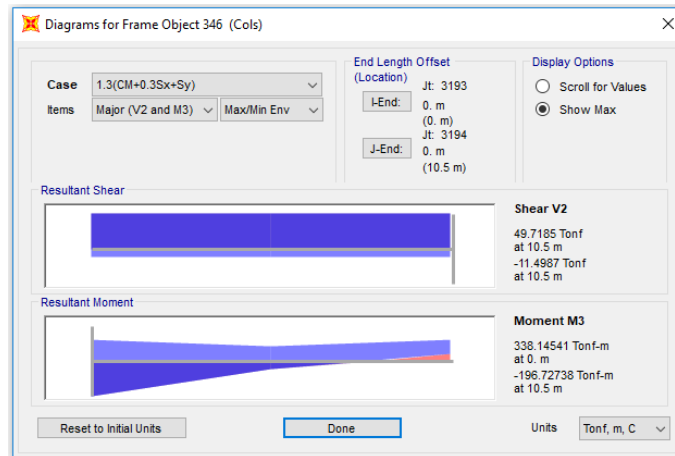 Diagrams for Frame Object 346 (Cols)
Case
1.3(CM+0.3Sx+Sy)
Items
Major (V2 and M3)
Max/Min Env
End Length Offset
(Location)
I-End:
Jt: 3193
0. m
(0. m)
J-End:
Jt: 3194
0. m
(10.5 m)
Display Options
Scroll for Values
Show Max
Resultant Shear
Shear V2
49.7185 Tonf
at 10.5 m
-11.4987 Tonf
at 10.5 m
Resultant Moment
Moment M3
338.14541 Tonf-m
at 0. m
-196.72738 Tonf-m
at 10.5 m
Reset to Initial Units
Done
Units
Tonf, m, C